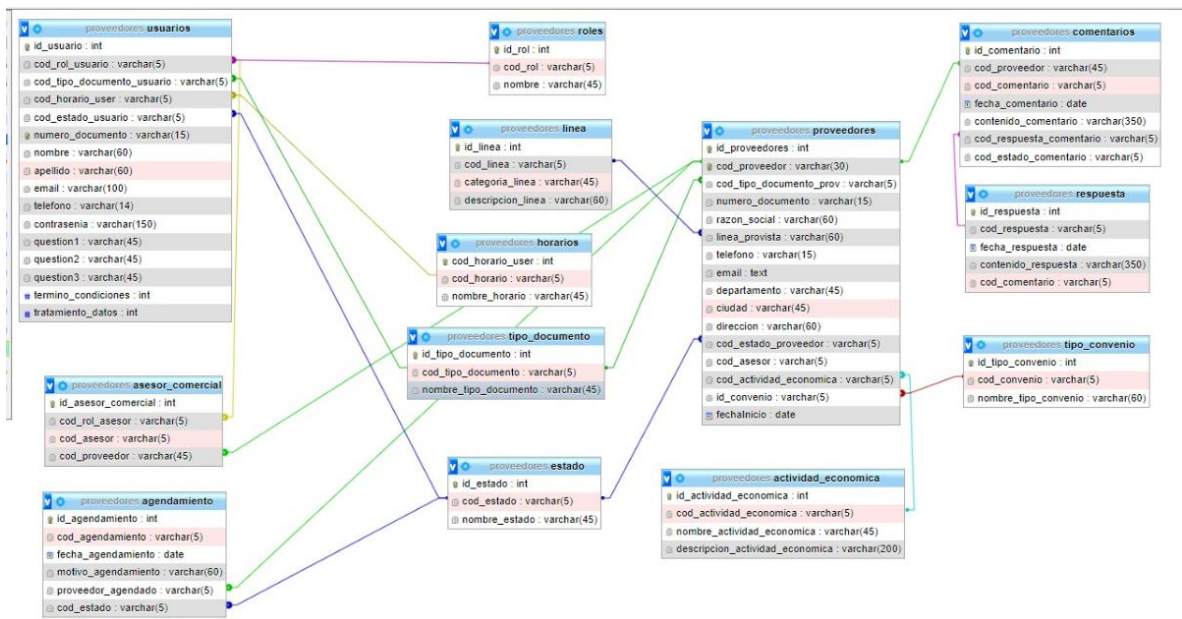 proveedores usuarios
id_usuario : int
cod_rol_usuario : varchar(5)
cod_tipo_documento_usuario : varchar(5)
cod_horario_user : varchar(5)
cod_estado_usuario : varchar(5)
numero_documento : varchar(15)
nombre : varchar(60)
apellido : varchar(60)
email : varchar(100)
telefono : varchar(14)
contrasenia : varchar(150)
question1 : varchar(45)
question2 : varchar(45)
question3 : varchar(45)
termino_condiciones : int
tratamiento_datos : int
proveedores asesor_comercial
id_asesor_comercial : int
cod_rol_asesor : varchar(5)
cod_asesor : varchar(5)
cod_proveedor : varchar(45)
proveedores agendamiento
id_agendamiento : int
cod_agendamiento : varchar(5)
fecha_agendamiento : date
motivo_agendamiento : varchar(60)
proveedor_agendado : varchar(5)
cod_estado : varchar(5)
proveedores roles
id_rol : int
cod_rol : varchar(5)
nombre : varchar(45)
proveedores linea
id_linea : int
cod_linea : varchar(5)
categoria_linea : varchar(45)
descripcion_linea : varchar(60)
proveedores horarios
cod_horario_user : int
cod_horario : varchar(5)
nombre_horario : varchar(45)
proveedores tipo_documento
id_tipo_documento : int
cod_tipo_documento : varchar(5)
nombre_tipo_documento : varchar(45)
proveedores estado
id_estado : int
cod_estado : varchar(5)
nombre_estado : varchar(45)
proveedores proveedores
id_proveedores : int
cod_proveedor : varchar(30)
cod_tipo_documento_prov : varchar(5)
numero_documento : varchar(15)
razon_social : varchar(60)
linea_provista : varchar(60)
telefono : varchar(15)
email : text
departamento : varchar(45)
ciudad : varchar(45)
direccion : varchar(60)
cod_estado_proveedor : varchar(5)
cod_asesor : varchar(5)
cod_actividad_economica : varchar(5)
id_convenio : varchar(5)
fechaInicio : date
proveedores actividad_economica
id_actividad_economica : int
cod_actividad_economica : varchar(5)
nombre_actividad_economica : varchar(45)
descripcion_actividad_economica : varchar(200)
proveedores comentarios
id_comentario : int
cod_proveedor : varchar(45)
cod_comentario : varchar(5)
fecha_comentario : date
contenido_comentario : varchar(350)
cod_respuesta_comentario : varchar(5)
cod_estado_comentario : varchar(5)
proveedores respuesta
id_respuesta : int
cod_respuesta : varchar(5)
fecha_respuesta : date
contenido_respuesta : varchar(350)
cod_comentario : varchar(5)
proveedores tipo_convenio
id_tipo_convenio : int
cod_convenio : varchar(5)
nombre_tipo_convenio : varchar(60)